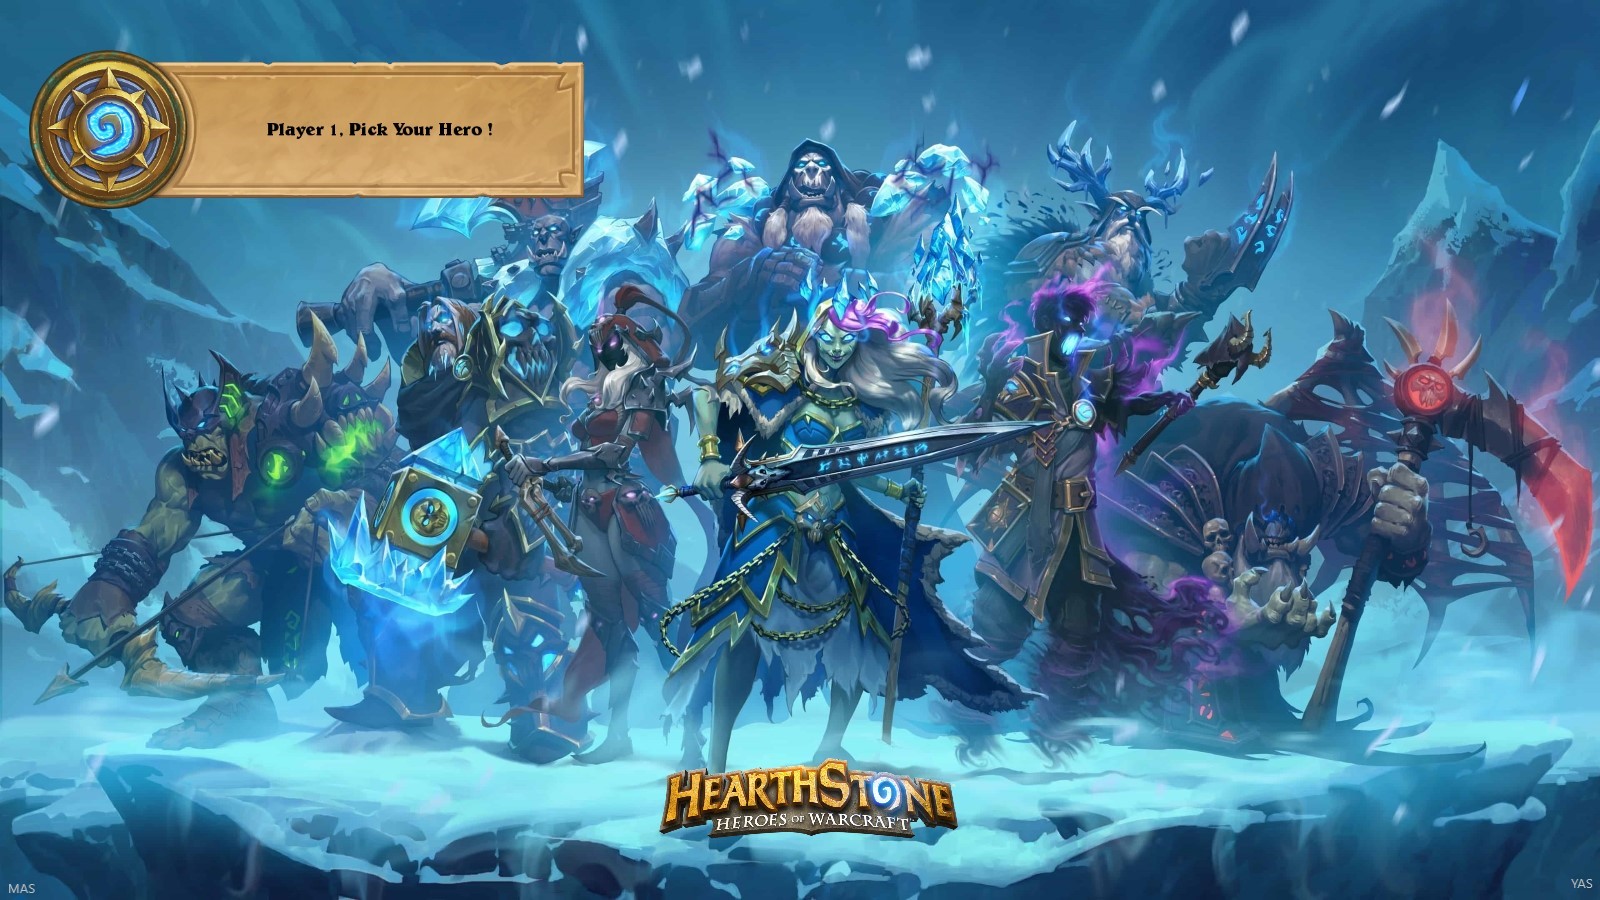 Player 1, Pick Your Hero !
HEARTHSTONE
HEROES OF WARCRAFT
MAS
YAS